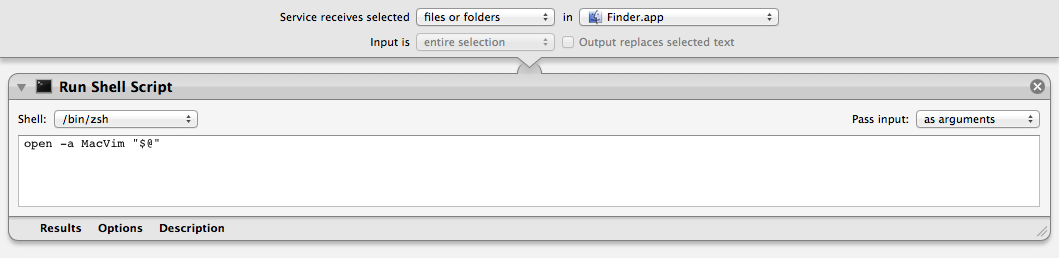 Service receives selected files or folders in Finder.app
Input is entire selection Output replaces selected text
Run Shell Script
Shell: /bin/zsh Pass input: as arguments
open -a MacVim "$@"
Results Options Description